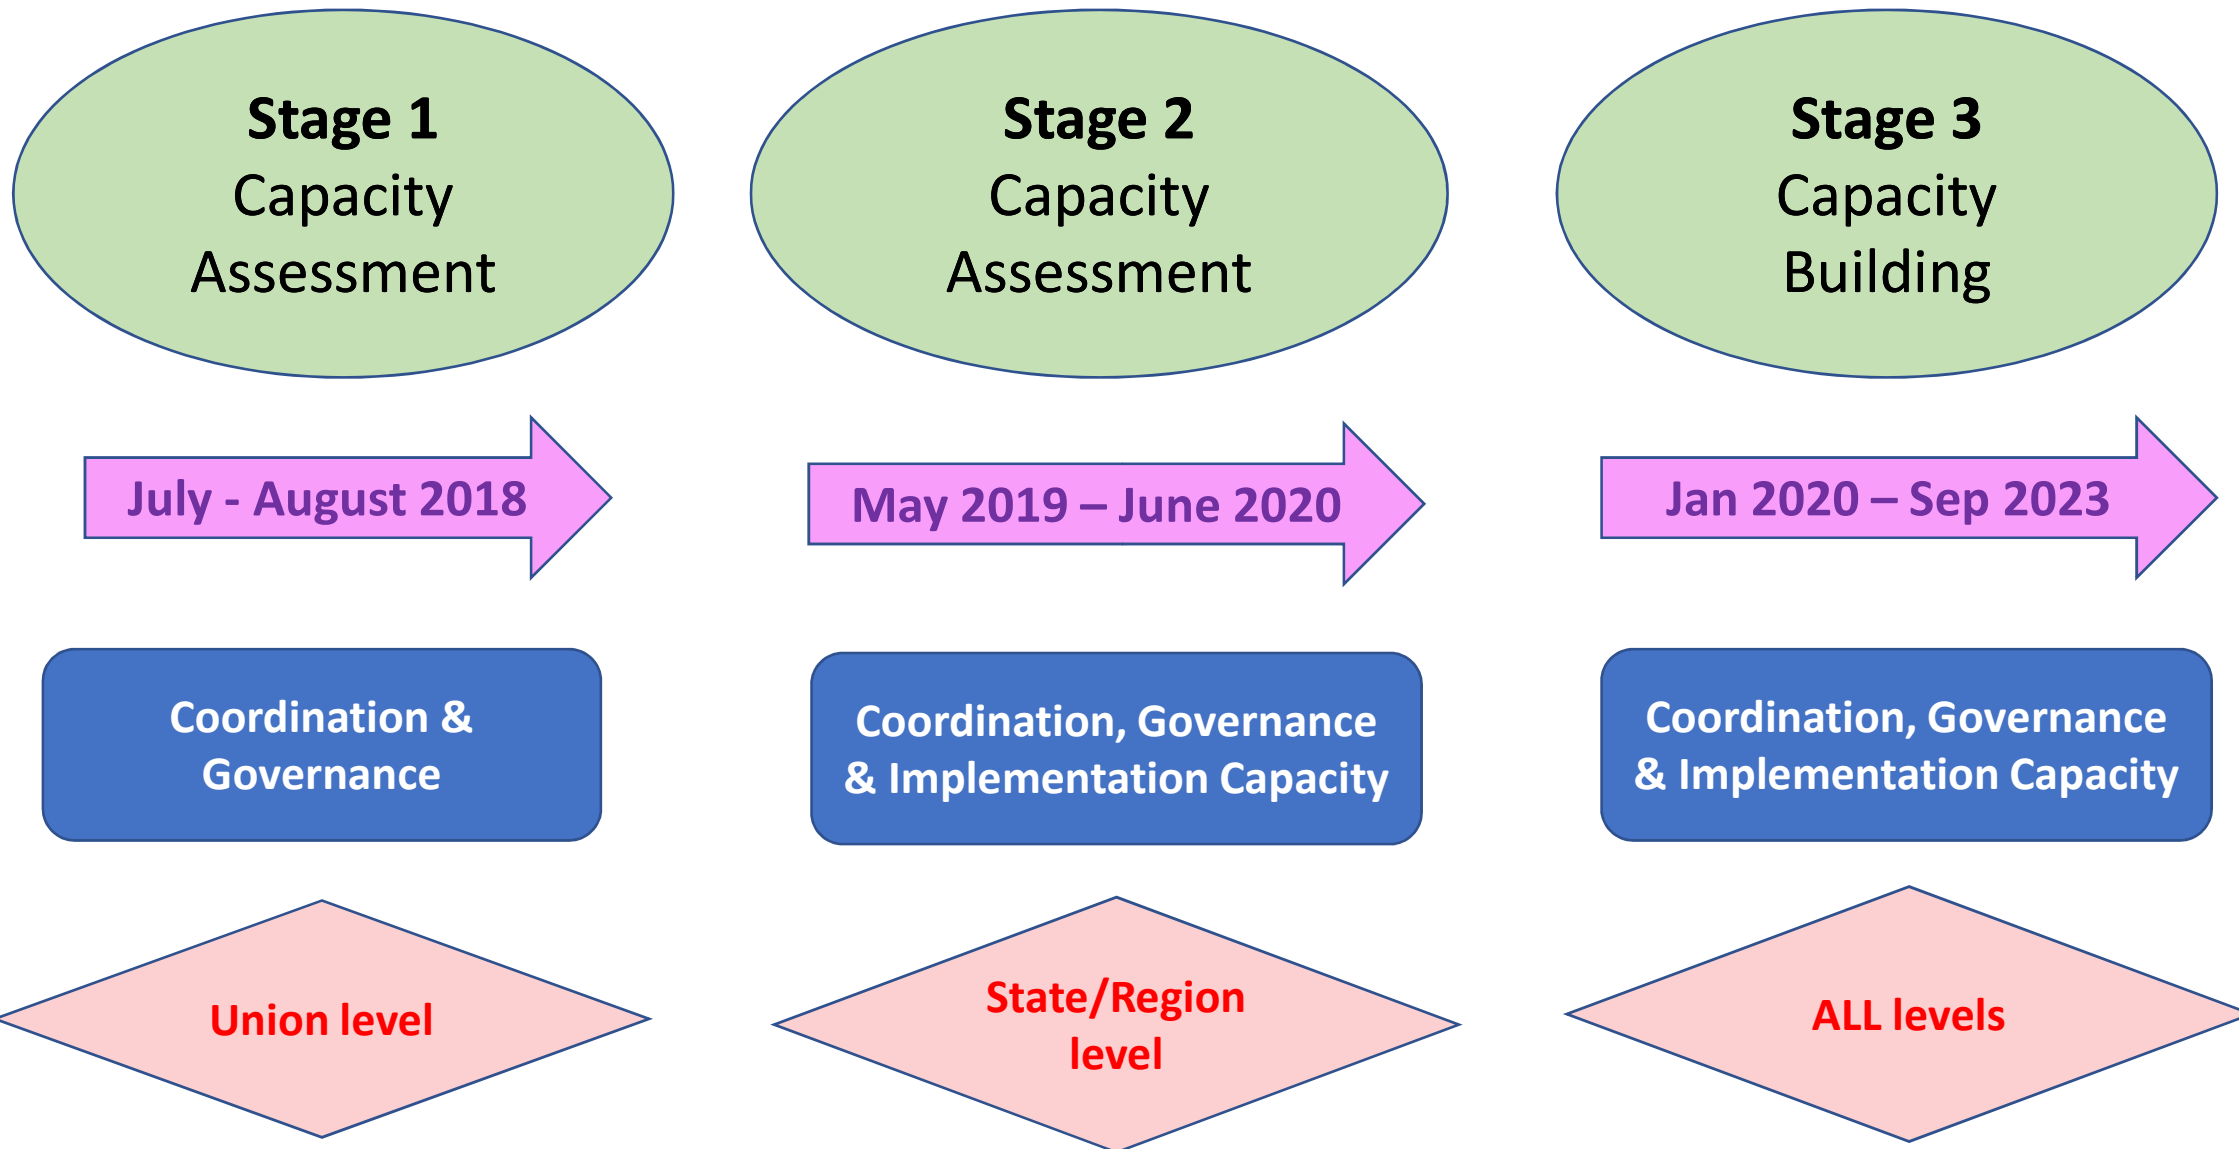 Stage 1
Capacity
Assessment
Stage 2
Capacity
Assessment
Stage 3
Capacity
Building
July - August 2018
May 2019 – June 2020
Jan 2020 – Sep 2023
Coordination &
Governance
Coordination, Governance
& Implementation Capacity
Coordination, Governance
& Implementation Capacity
Union level
State/Region
level
ALL levels